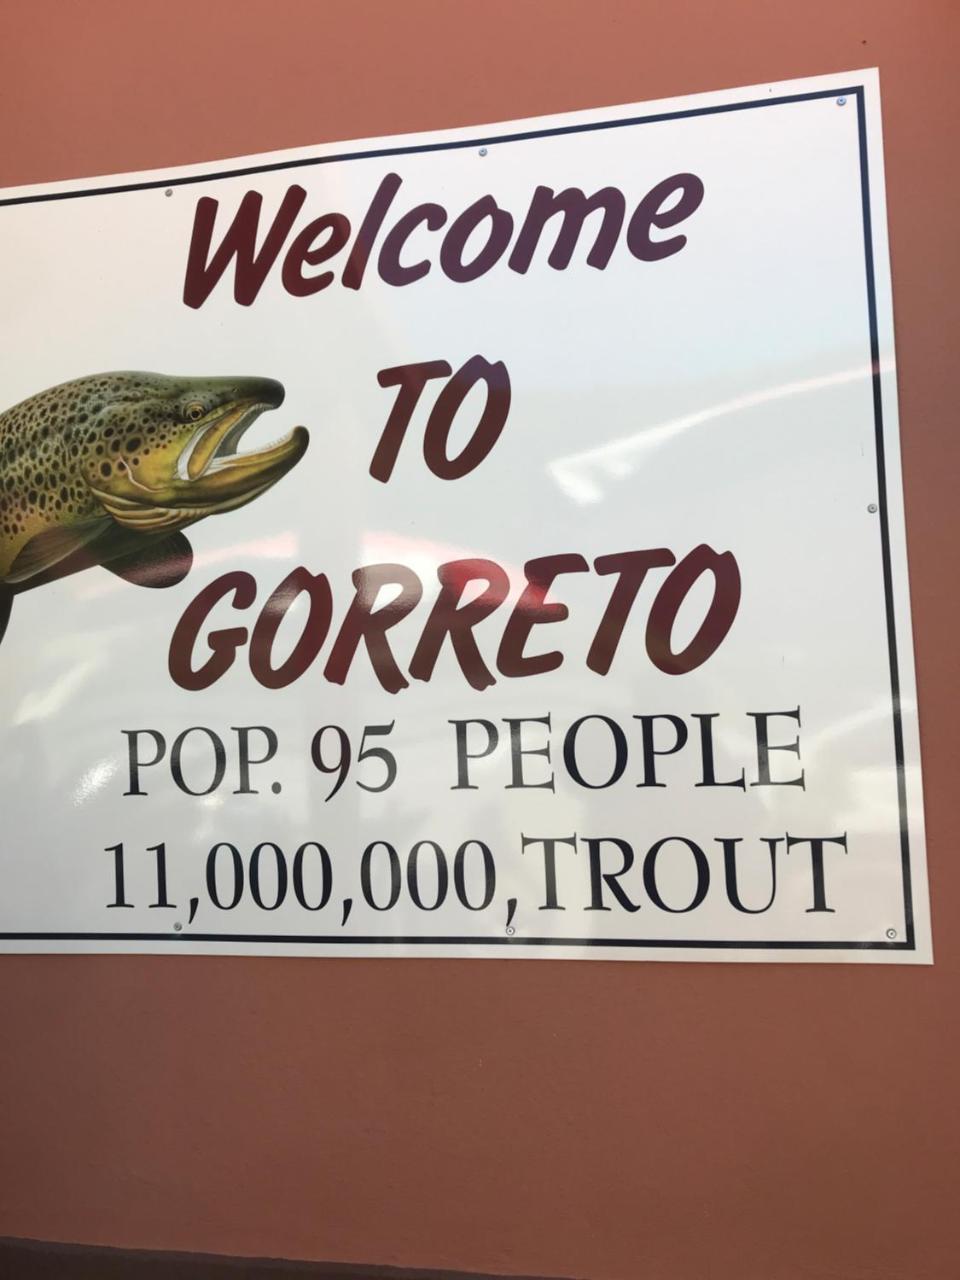 Welcome
TO
GORRETO
POP. 95 PEOPLE
11,000,000,TROUT